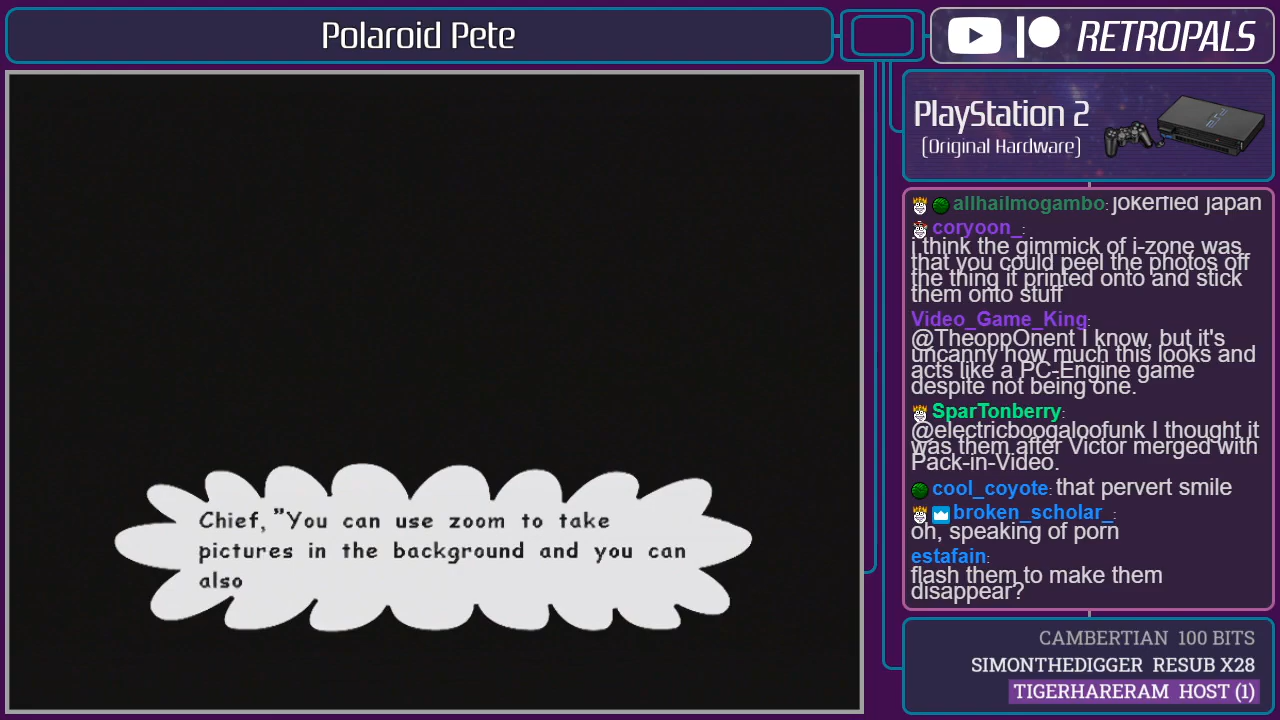 Polaroid Pete
RETROPALS
PlayStation 2
(Original Hardware)
allhailmogambo: jokerfied japan
coryoon_:
i think the gimmick of i-zone was
that you could peel the photos off
the thing it printed onto and stick
them onto stuff
Video_Game_King:
@TheoppOnent I know, but it's
uncanny how much this looks and
acts like a PC-Engine game
despite not being one.
SparTonberry:
@electricboogaloofunk I thought it
was them after Victor merged with
Pack-in-Video.
cool_coyote: that pervert smile
broken_scholar_:
oh, speaking of porn
estafain:
flash them to make them
disappear?
Chief, "You can use zoom to take
pictures in the background and you can
also
CAMBERTIAN 100 BITS
SIMONTHEDIGGER RESUB X28
TIGERHARERAM HOST (1)